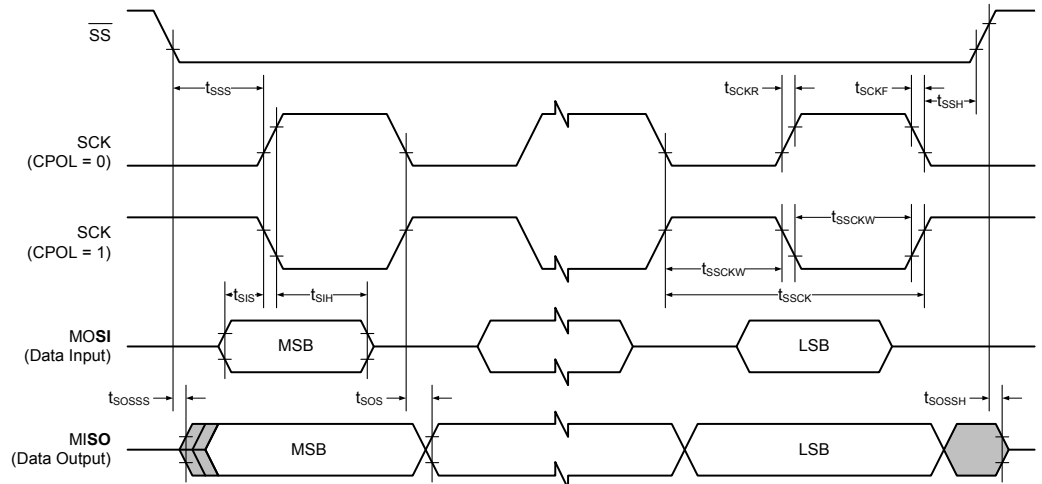 SS
tSSS
tSCKR
tSCKF
tSSH
SCK
(CPOL = 0)
SCK
(CPOL = 1)
tSSCKW
tSSCKW
tSSCK
tSIS
tSIH
MOSI
(Data Input)
MSB
LSB
tSOSSS
tSOS
tSOSSH
MISO
(Data Output)
MSB
LSB